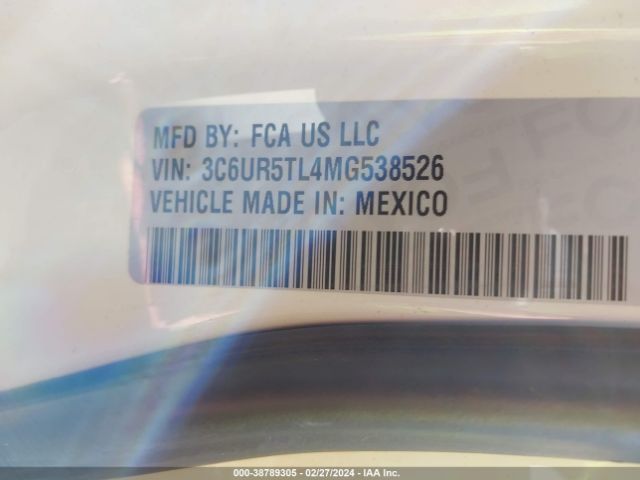 MFD BY: FCA US LLC
VIN: 3C6UR5TL4MG538526
VEHICLE MADE IN: MEXICO
000-38789305 - 02/27/2024 - IAA Inc.